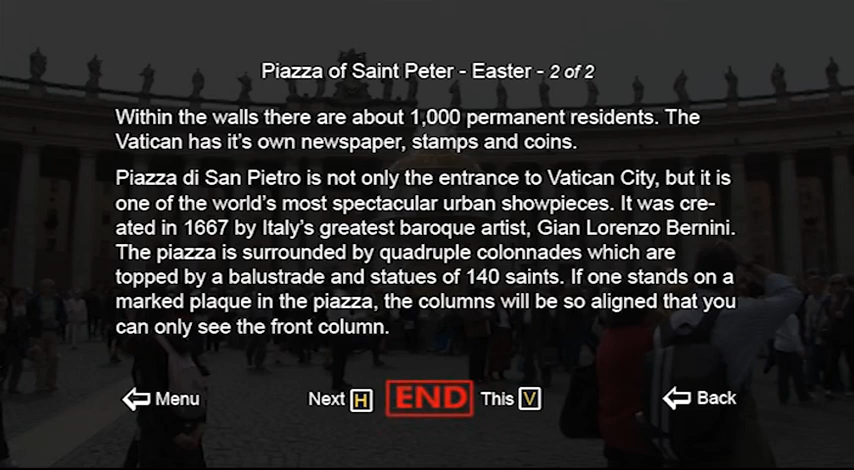 Piazza of Saint Peter - Easter - 2 of 2
Within the walls there are about 1,000 permanent residents. The
Vatican has it's own newspaper, stamps and coins.
Piazza di San Pietro is not only the entrance to Vatican City, but it is
one of the world's most spectacular urban showpieces. It was cre-
ated in 1667 by Italy's greatest baroque artist, Gian Lorenzo Bernini.
The piazza is surrounded by quadruple colonnades which are
topped by a balustrade and statues of 140 saints. If one stands on a
marked plaque in the piazza, the columns will be so aligned that you
can only see the front column.
Menu Next H END This V Back